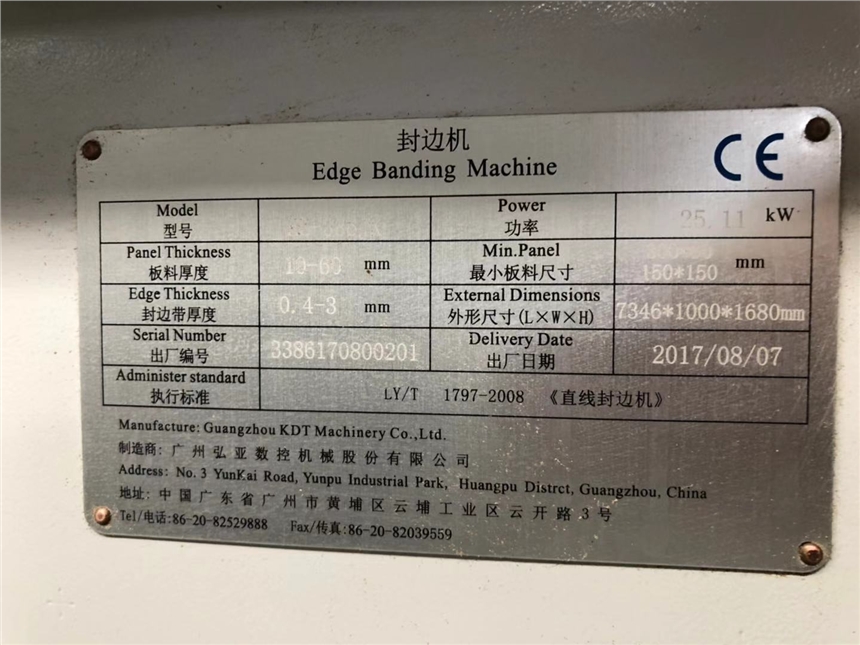 封边机
Edge Banding Machine
CE
Model
型号
Power
功率
25.11 kW
Panel Thickness
板料厚度
10-60 mm
Min.Panel
最小板料尺寸
150*150 mm
Edge Thickness
封边带厚度
0.4-3 mm
External Dimensions
外形尺寸(L×W×H)
7346*1000*1680mm
Serial Number
出厂编号
3386170800201
Delivery Date
出厂日期
2017/08/07
Administer standard
执行标准
LY/T 1797-2008 《直线封边机》
Manufacture: Guangzhou KDT Machinery Co.,Ltd.
制造商: 广州弘亚数控机械股份有限公司
Address: No. 3 YunKai Road, Yunpu Industrial Park, Huangpu Distrct, Guangzhou, China
地址: 中国广东省广州市黄埔区云埔工业区云开路3号
Tel/电话:86-20-82529888 Fax/传真:86-20-82039559